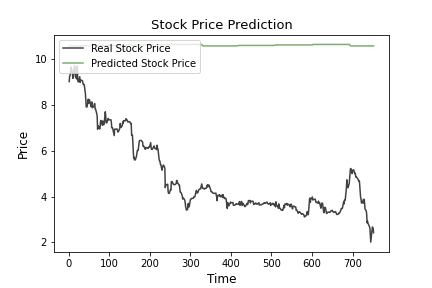 Stock Price Prediction
Real Stock Price
Predicted Stock Price
10
8
6
4
2
Price
0 100 200 300 400 500 600 700
Time